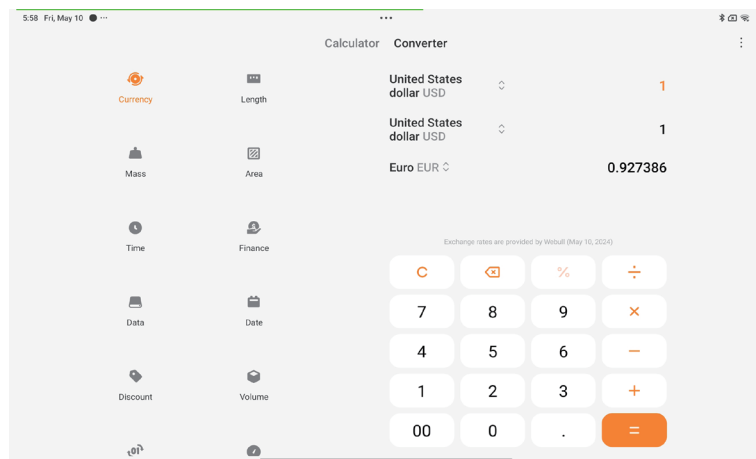 5:58 Fri, May 10
Calculator Converter
Currency
Length
Mass
Area
Time
Finance
Data
Date
Discount
Volume
United States
dollar USD
1
United States
dollar USD
1
Euro EUR
0.927386
Exchange rates are provided by Webull (May 10, 2024)
C % ÷
7 8 9 ×
4 5 6 −
1 2 3 +
00 0 . =